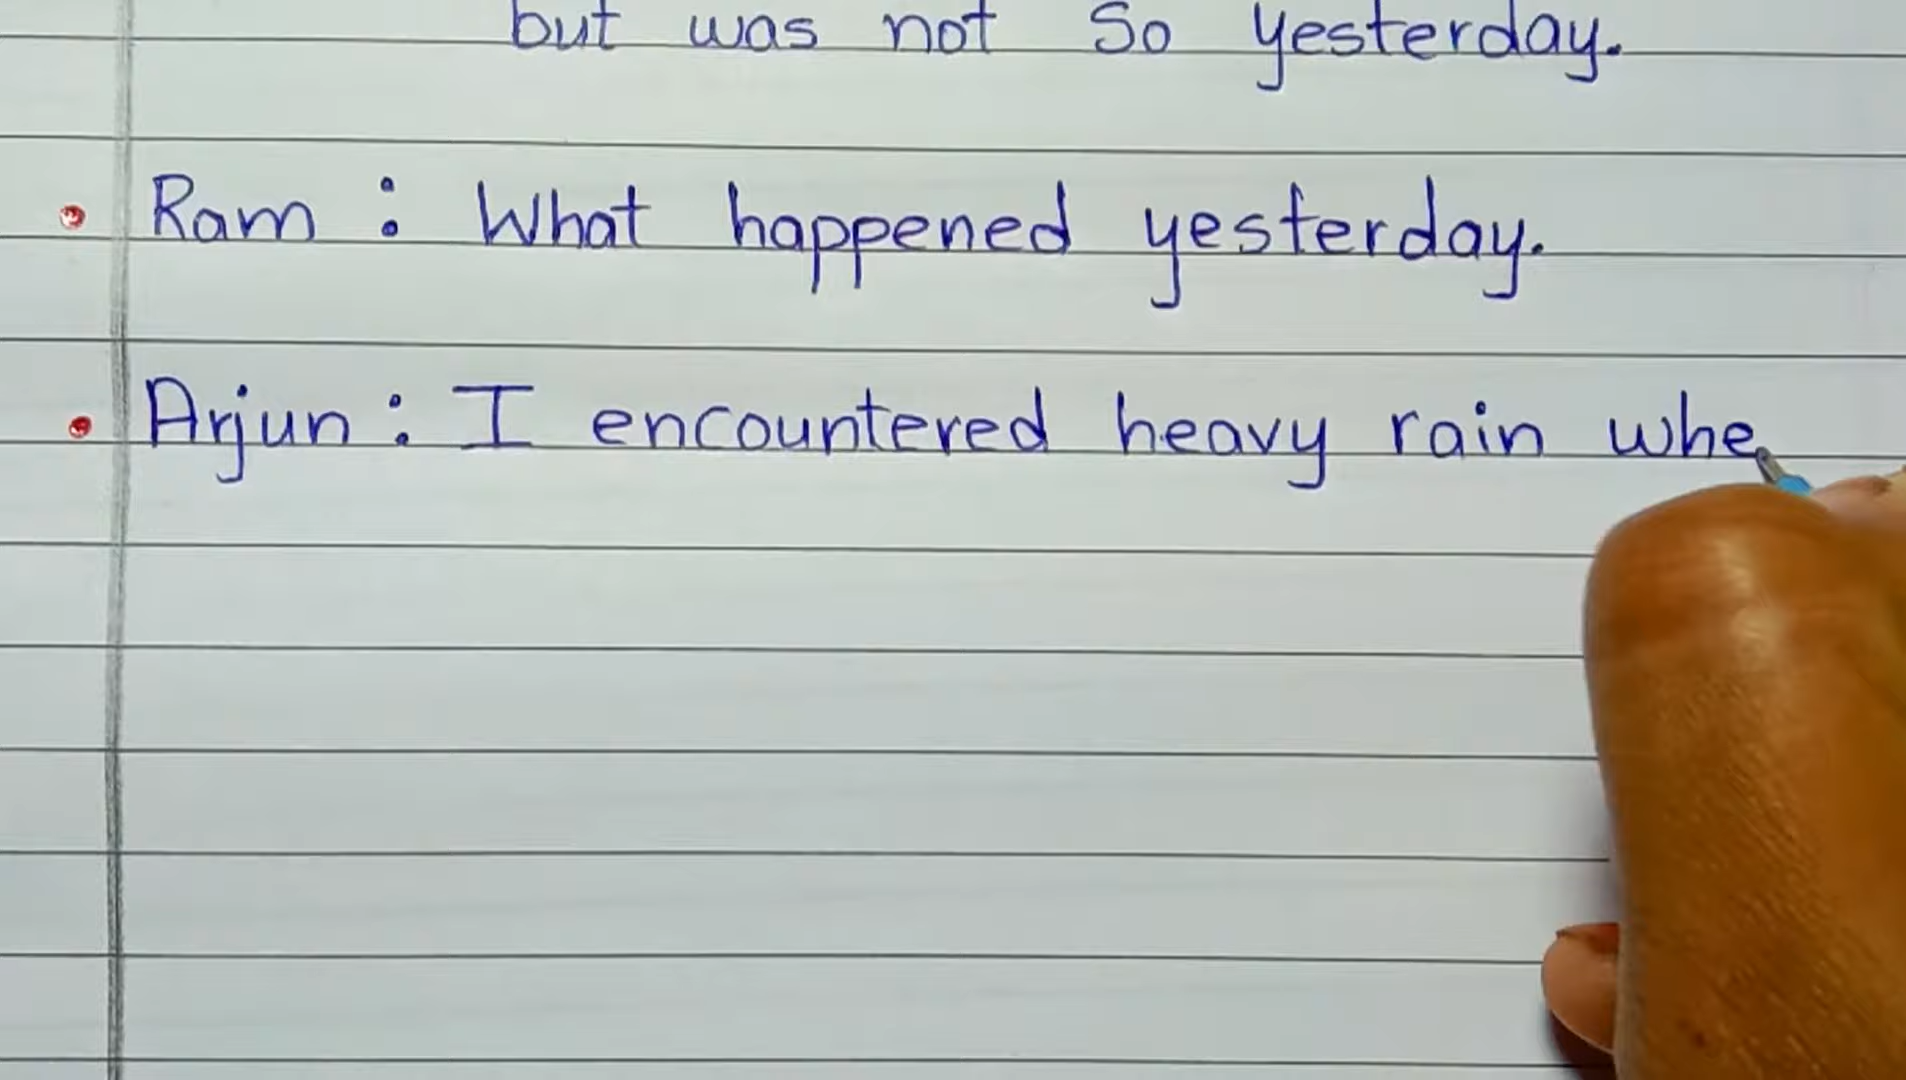 but was not so yesterday.
• Ram : What happened yesterday.
• Arjun : I encountered heavy rain whe